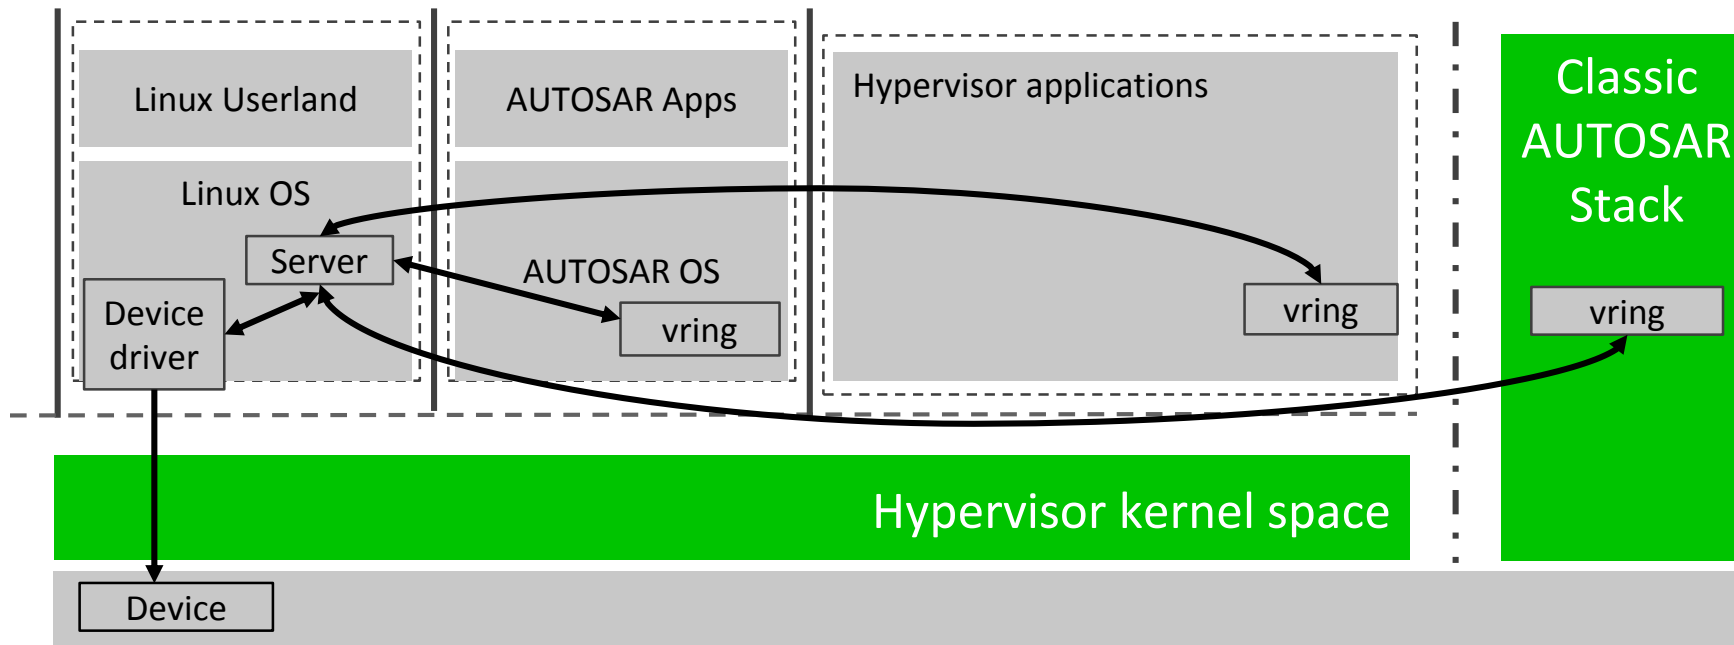 Linux Userland
AUTOSAR Apps
Hypervisor applications
Classic
AUTOSAR
Stack
Linux OS
Server
AUTOSAR OS
Device
driver
vring
vring
vring
Hypervisor kernel space
Device